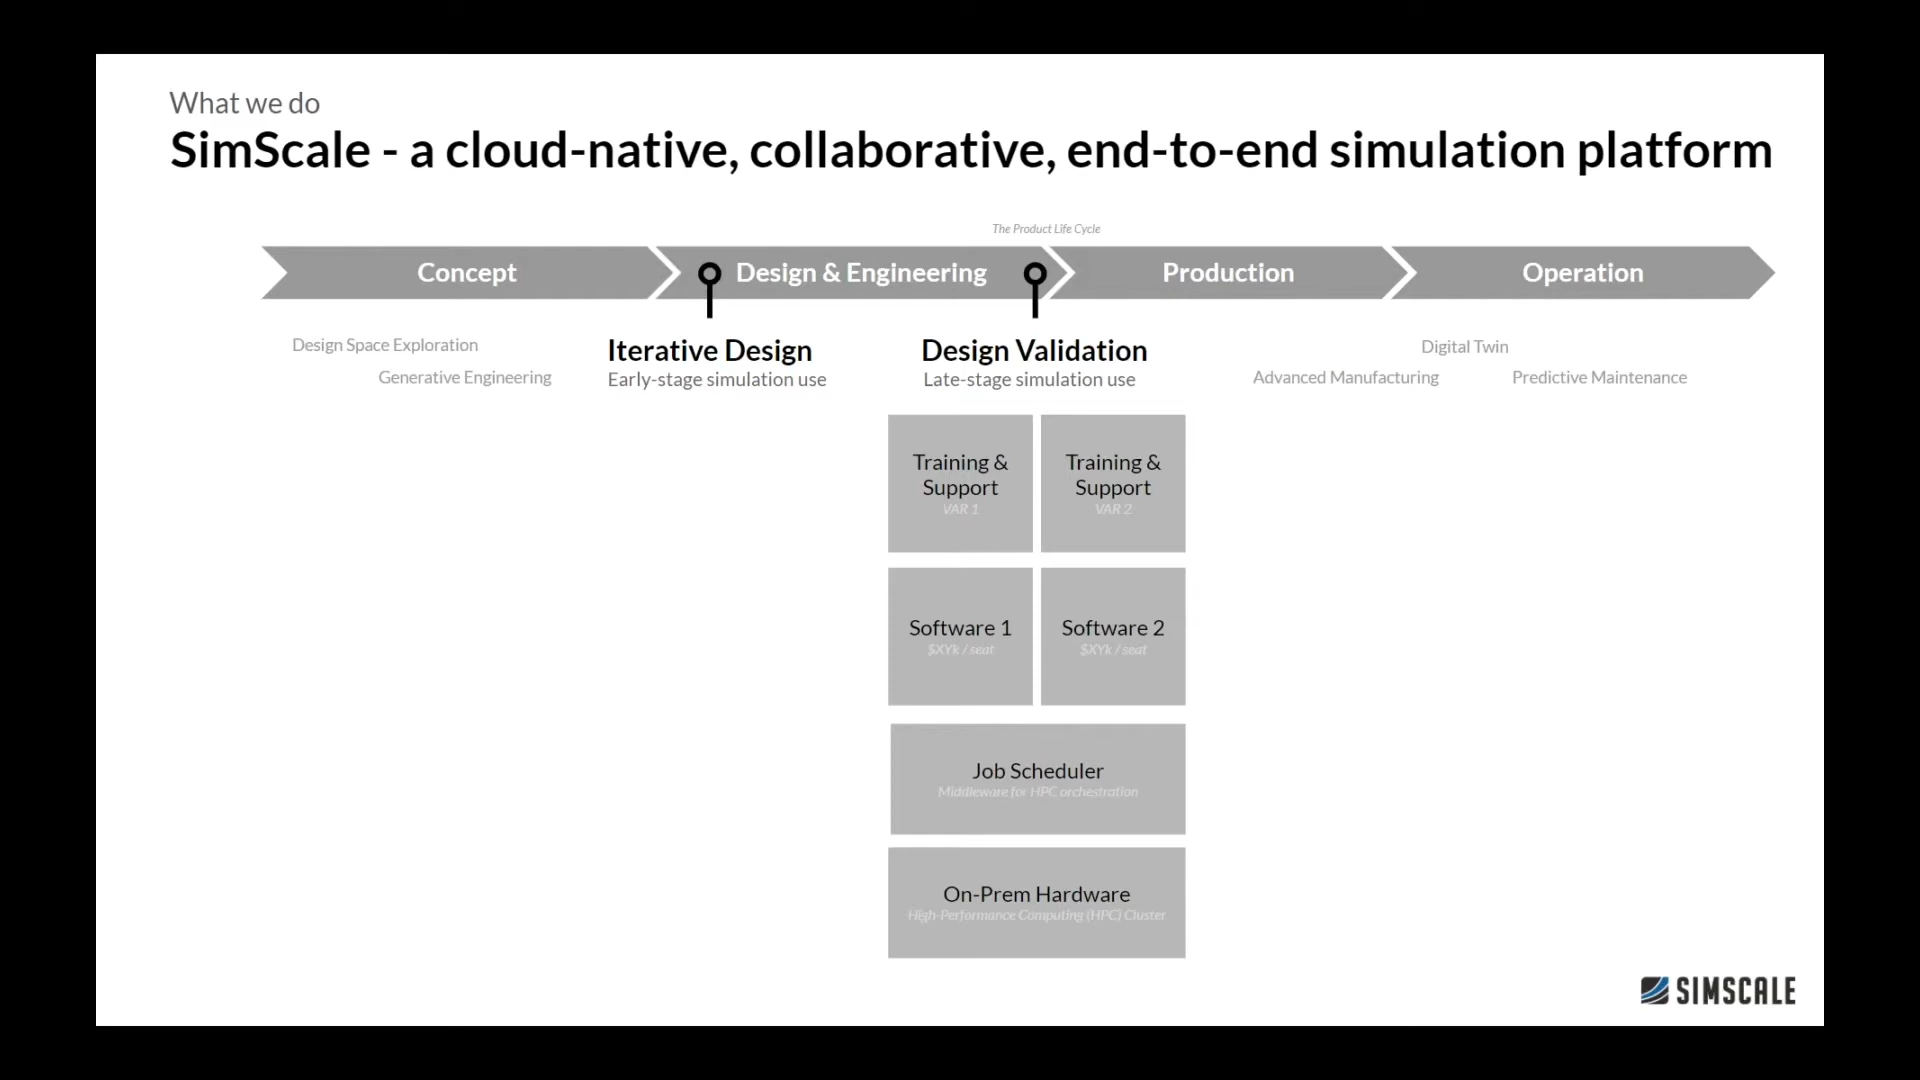 What we do
SimScale - a cloud-native, collaborative, end-to-end simulation platform
The Product Life Cycle
Concept
Design & Engineering
Production
Operation
Design Space Exploration
Generative Engineering
Iterative Design
Early-stage simulation use
Design Validation
Late-stage simulation use
Digital Twin
Advanced Manufacturing
Predictive Maintenance
Training &
Support
VAR 1
Training &
Support
VAR 2
Software 1
$XYk / seat
Software 2
$XYk / seat
Job Scheduler
Middleware for HPC orchestration
On-Prem Hardware
High-Performance Computing (HPC) Cluster
SIMSCALE